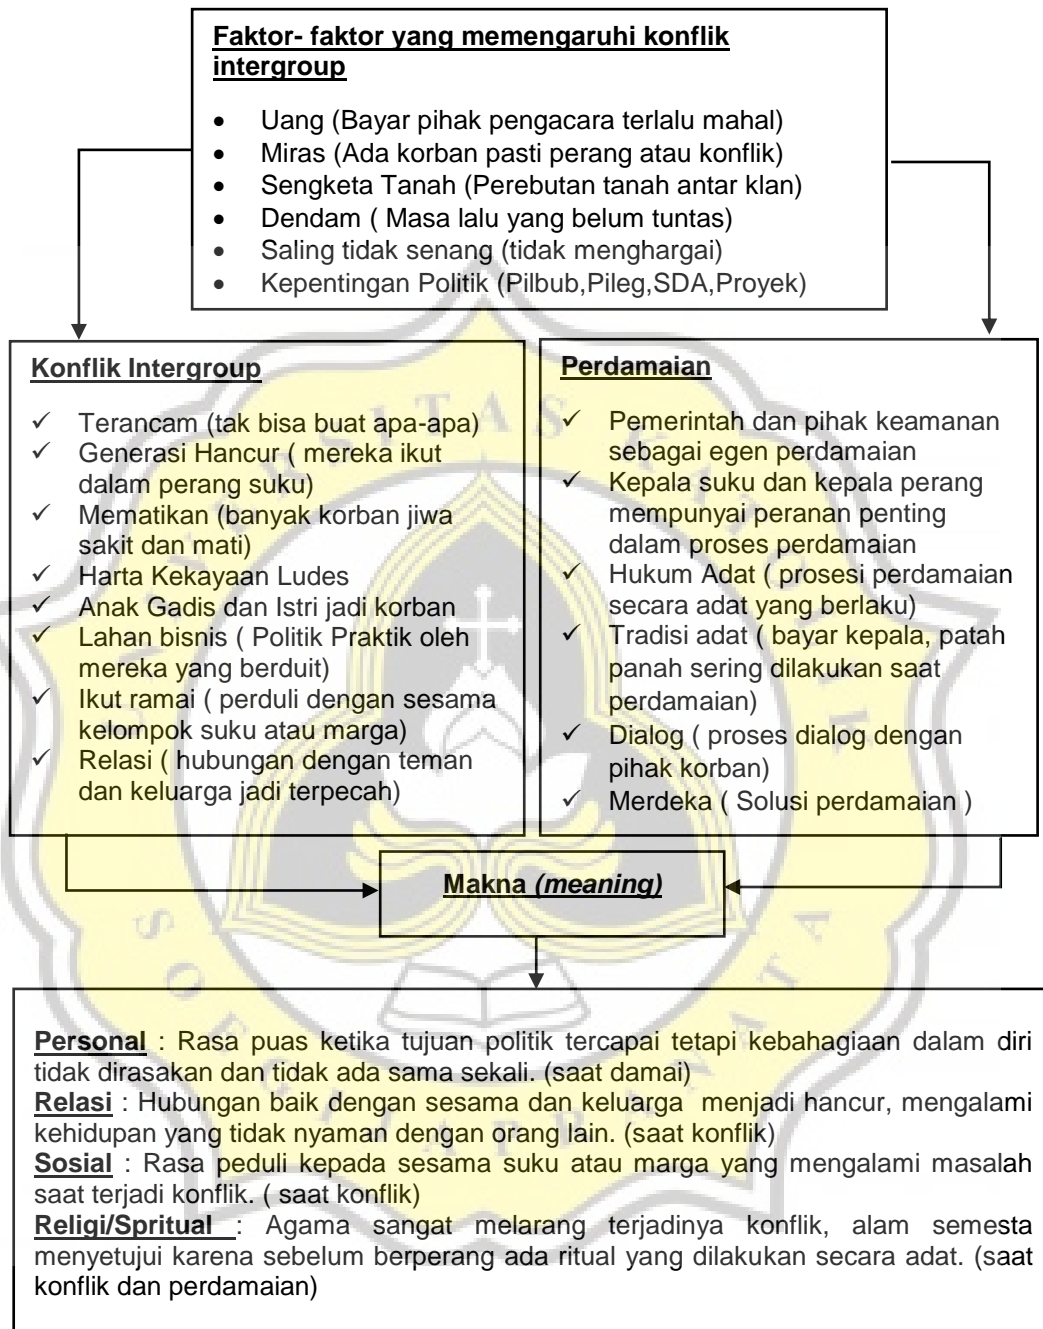 Faktor- faktor yang memengaruhi konflik
intergroup
• Uang (Bayar pihak pengacara terlalu mahal)
• Miras (Ada korban pasti perang atau konflik)
• Sengketa Tanah (Perebutan tanah antar klan)
• Dendam ( Masa lalu yang belum tuntas)
• Saling tidak senang (tidak menghargai)
• Kepentingan Politik (Pilbub,Pileg,SDA,Proyek)
Konflik Intergroup
✓ Terancam (tak bisa buat apa-apa)
✓ Generasi Hancur ( mereka ikut
dalam perang suku)
✓ Mematikan (banyak korban jiwa
sakit dan mati)
✓ Harta Kekayaan Ludes
✓ Anak Gadis dan Istri jadi korban
✓ Lahan bisnis ( Politik Praktik oleh
mereka yang berduit)
✓ Ikut ramai ( perduli dengan sesama
kelompok suku atau marga)
✓ Relasi ( hubungan dengan teman
dan keluarga jadi terpecah)
Perdamaian
✓ Pemerintah dan pihak keamanan
sebagai egen perdamaian
✓ Kepala suku dan kepala perang
mempunyai peranan penting
dalam proses perdamaian
✓ Hukum Adat ( prosesi perdamaian
secara adat yang berlaku)
✓ Tradisi adat ( bayar kepala, patah
panah sering dilakukan saat
perdamaian)
✓ Dialog ( proses dialog dengan
pihak korban)
✓ Merdeka ( Solusi perdamaian )
Makna (meaning)
Personal : Rasa puas ketika tujuan politik tercapai tetapi kebahagiaan dalam diri
tidak dirasakan dan tidak ada sama sekali. (saat damai)
Relasi : Hubungan baik dengan sesama dan keluarga menjadi hancur, mengalami
kehidupan yang tidak nyaman dengan orang lain. (saat konflik)
Sosial : Rasa peduli kepada sesama suku atau marga yang mengalami masalah
saat terjadi konflik. ( saat konflik)
Religi/Spritual : Agama sangat melarang terjadinya konflik, alam semesta
menyetujui karena sebelum berperang ada ritual yang dilakukan secara adat. (saat
konflik dan perdamaian)